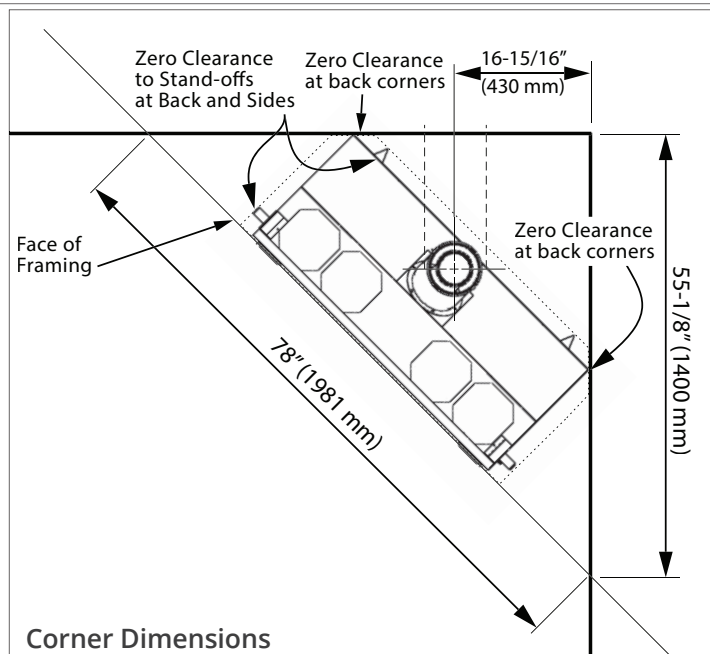 Zero Clearance
to Stand-offs
at Back and Sides
Zero Clearance
at back corners
16-15/16″
(430 mm)
Face of
Framing
Zero Clearance
at back corners
55-1/8″ (1400 mm)
78″ (1981 mm)
Corner Dimensions